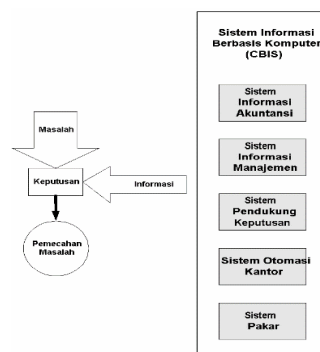 Masalah
Keputusan
Informasi
Pemecahan
Masalah
Sistem Informasi
Berbasis Komputer
(CBIS)
Sistem
Informasi
Akuntansi
Sistem
Informasi
Manajemen
Sistem
Pendukung
Keputusan
Sistem Otomasi
Kantor
Sistem
Pakar